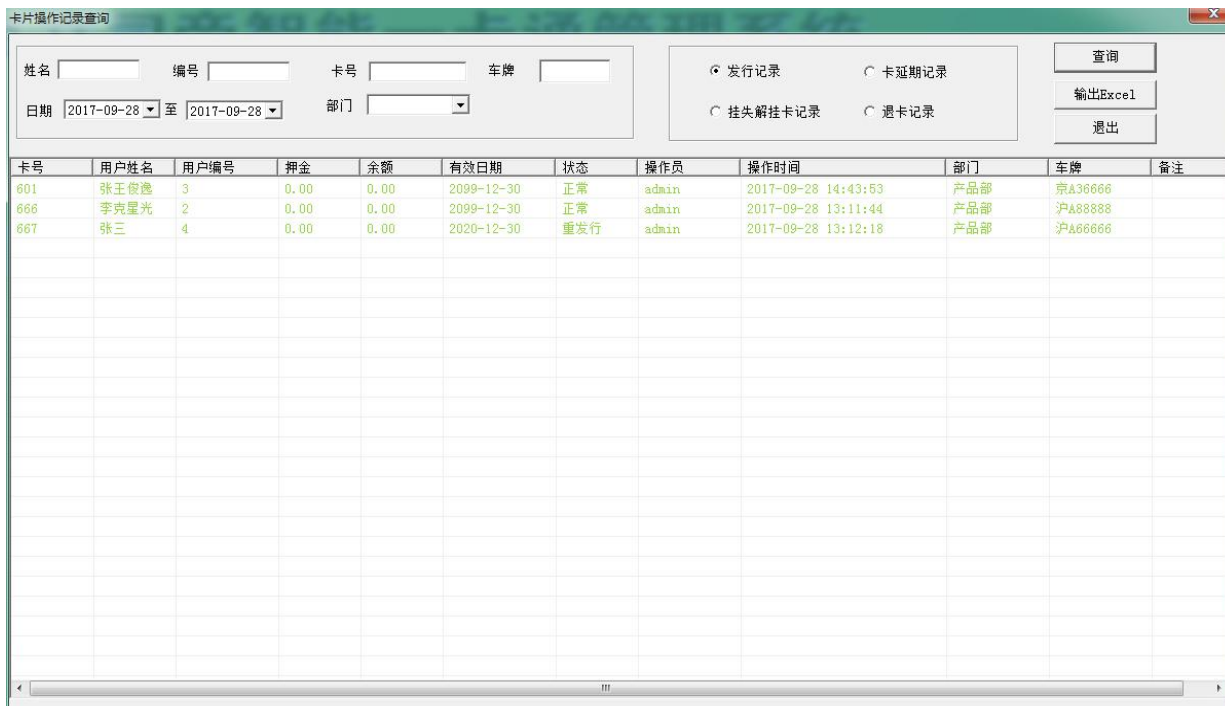 卡片操作记录查询
姓名 编号 卡号 车牌
日期 2017-09-28 至 2017-09-28 部门
发行记录 卡延期记录
挂失解挂卡记录 退卡记录
查询
输出Excel
退出
卡号 用户姓名 用户编号 押金 余额 有效日期 状态 操作员 操作时间 部门 车牌 备注
601 张王俊逸 3 0.00 0.00 2099-12-30 正常 admin 2017-09-28 14:43:53 产品部 京A36666
666 李克星光 2 0.00 0.00 2099-12-30 正常 admin 2017-09-28 13:11:44 产品部 沪A88888
667 张三 4 0.00 0.00 2020-12-30 重发行 admin 2017-09-28 13:12:18 产品部 沪A66666